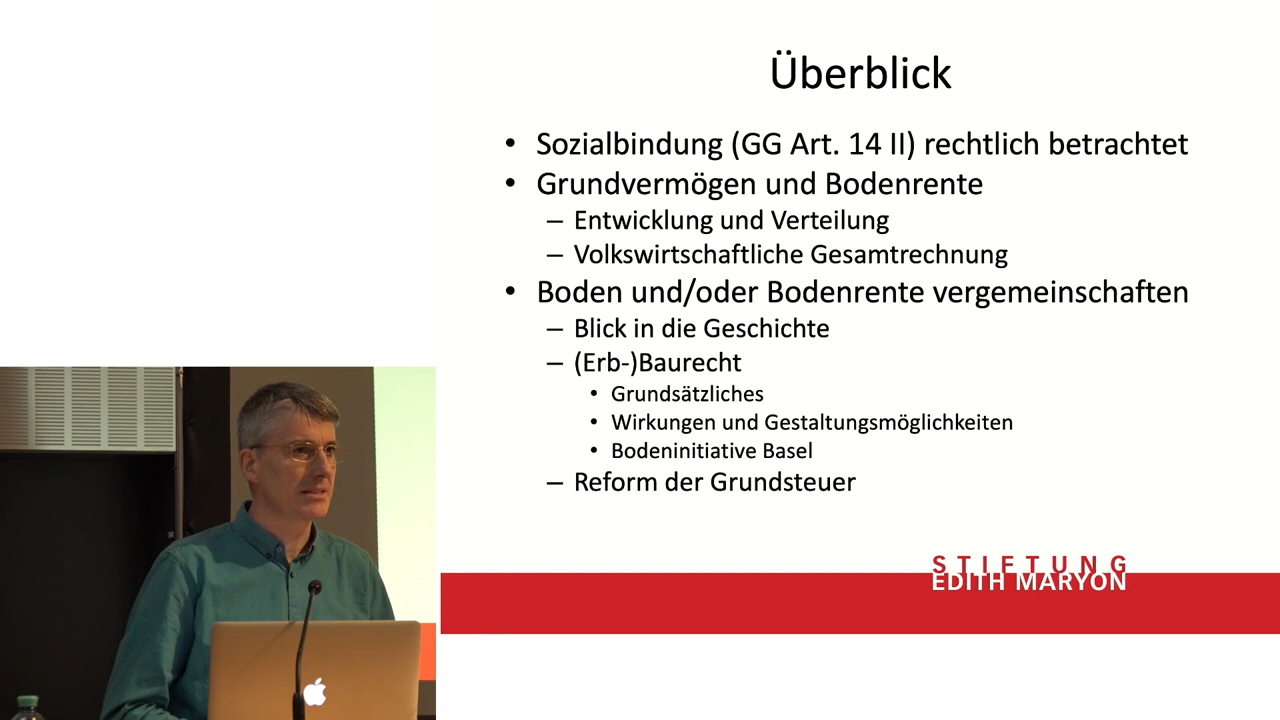 Überblick
• Sozialbindung (GG Art. 14 II) rechtlich betrachtet
• Grundvermögen und Bodenrente
– Entwicklung und Verteilung
– Volkswirtschaftliche Gesamtrechnung
• Boden und/oder Bodenrente vergemeinschaften
– Blick in die Geschichte
– (Erb-)Baurecht
• Grundsätzliches
• Wirkungen und Gestaltungsmöglichkeiten
• Bodeninitiative Basel
– Reform der Grundsteuer
STIFTUNG
EDITH MARYON